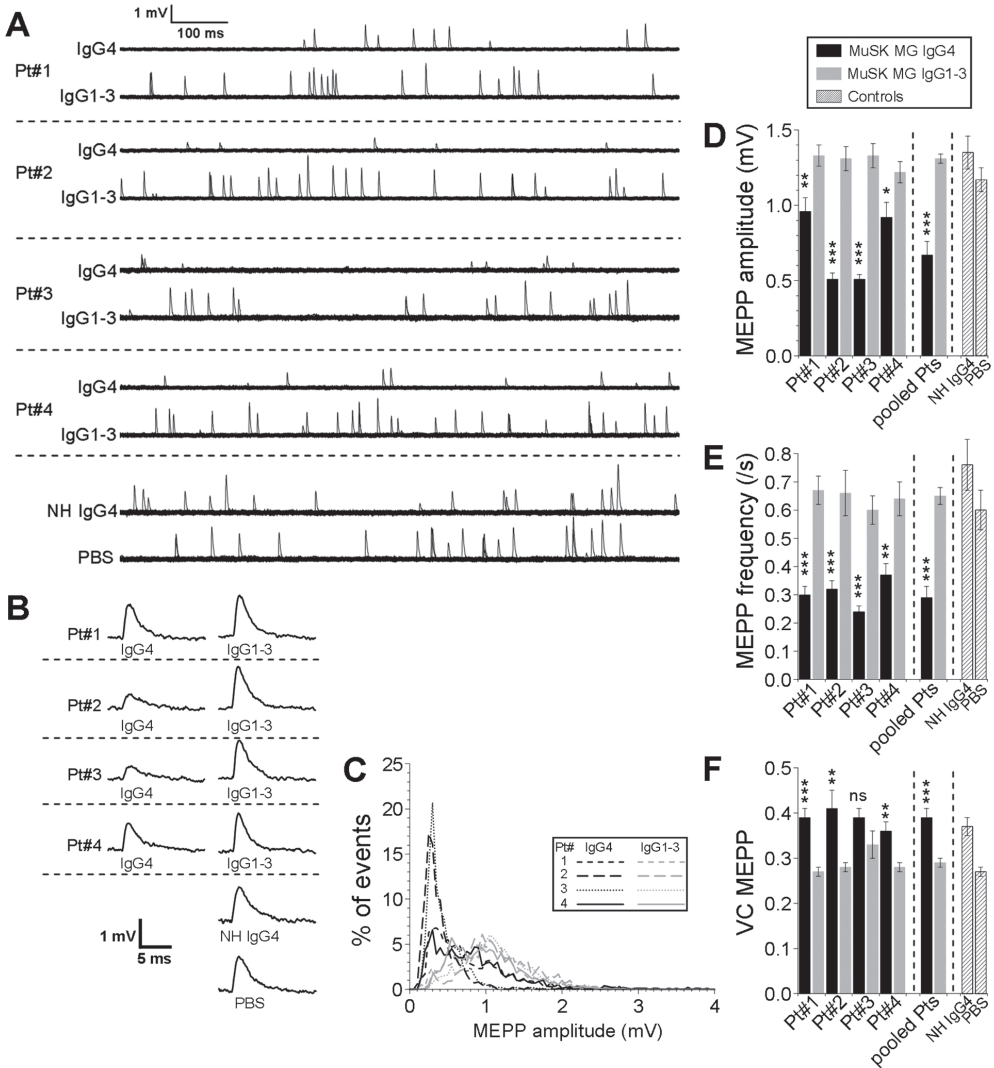 A
1 mV
100 ms
Pt#1
IgG4
IgG1-3
Pt#2
IgG4
IgG1-3
Pt#3
IgG4
IgG1-3
Pt#4
IgG4
IgG1-3
NH IgG4
PBS
B
Pt#1
IgG4
IgG1-3
Pt#2
IgG4
IgG1-3
Pt#3
IgG4
IgG1-3
Pt#4
IgG4
IgG1-3
NH IgG4
PBS
1 mV
5 ms
C
% of events
25
20
15
10
5
0
0 1 2 3 4
MEPP amplitude (mV)
Pt# IgG4 IgG1-3
1
2
3
4
MuSK MG IgG4
MuSK MG IgG1-3
Controls
D
MEPP amplitude (mV)
1.5
1.0
0.5
0.0
** *** *** * ***
Pt#1 Pt#2 Pt#3 Pt#4 pooled Pts NH IgG4 PBS
E
MEPP frequency (/s)
0.8
0.7
0.6
0.5
0.4
0.3
0.2
0.1
0.0
*** *** *** ** ***
Pt#1 Pt#2 Pt#3 Pt#4 pooled Pts NH IgG4 PBS
F
VC MEPP
0.5
0.4
0.3
0.2
0.1
0.0
*** ** ns ** ***
Pt#1 Pt#2 Pt#3 Pt#4 pooled Pts NH IgG4 PBS